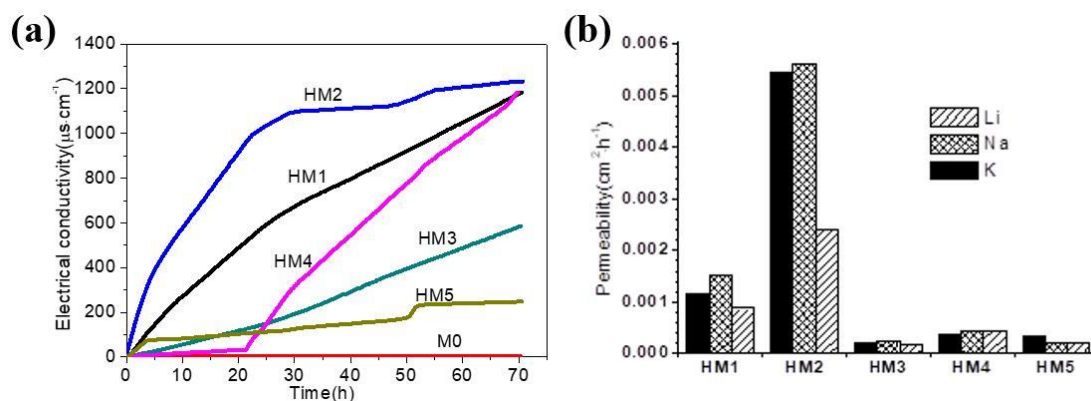 (a)
1400
1200
1000
800
600
400
200
0
Electrical conductivity(μs·cm⁻¹)
HM2
HM1
HM3
HM4
HM5
M0
0 10 20 30 40 50 60 70
Time(h)
(b)
0.006
0.005
0.004
0.003
0.002
0.001
0.000
Permeability(cm²·h⁻¹)
Li
Na
K
HM1 HM2 HM3 HM4 HM5